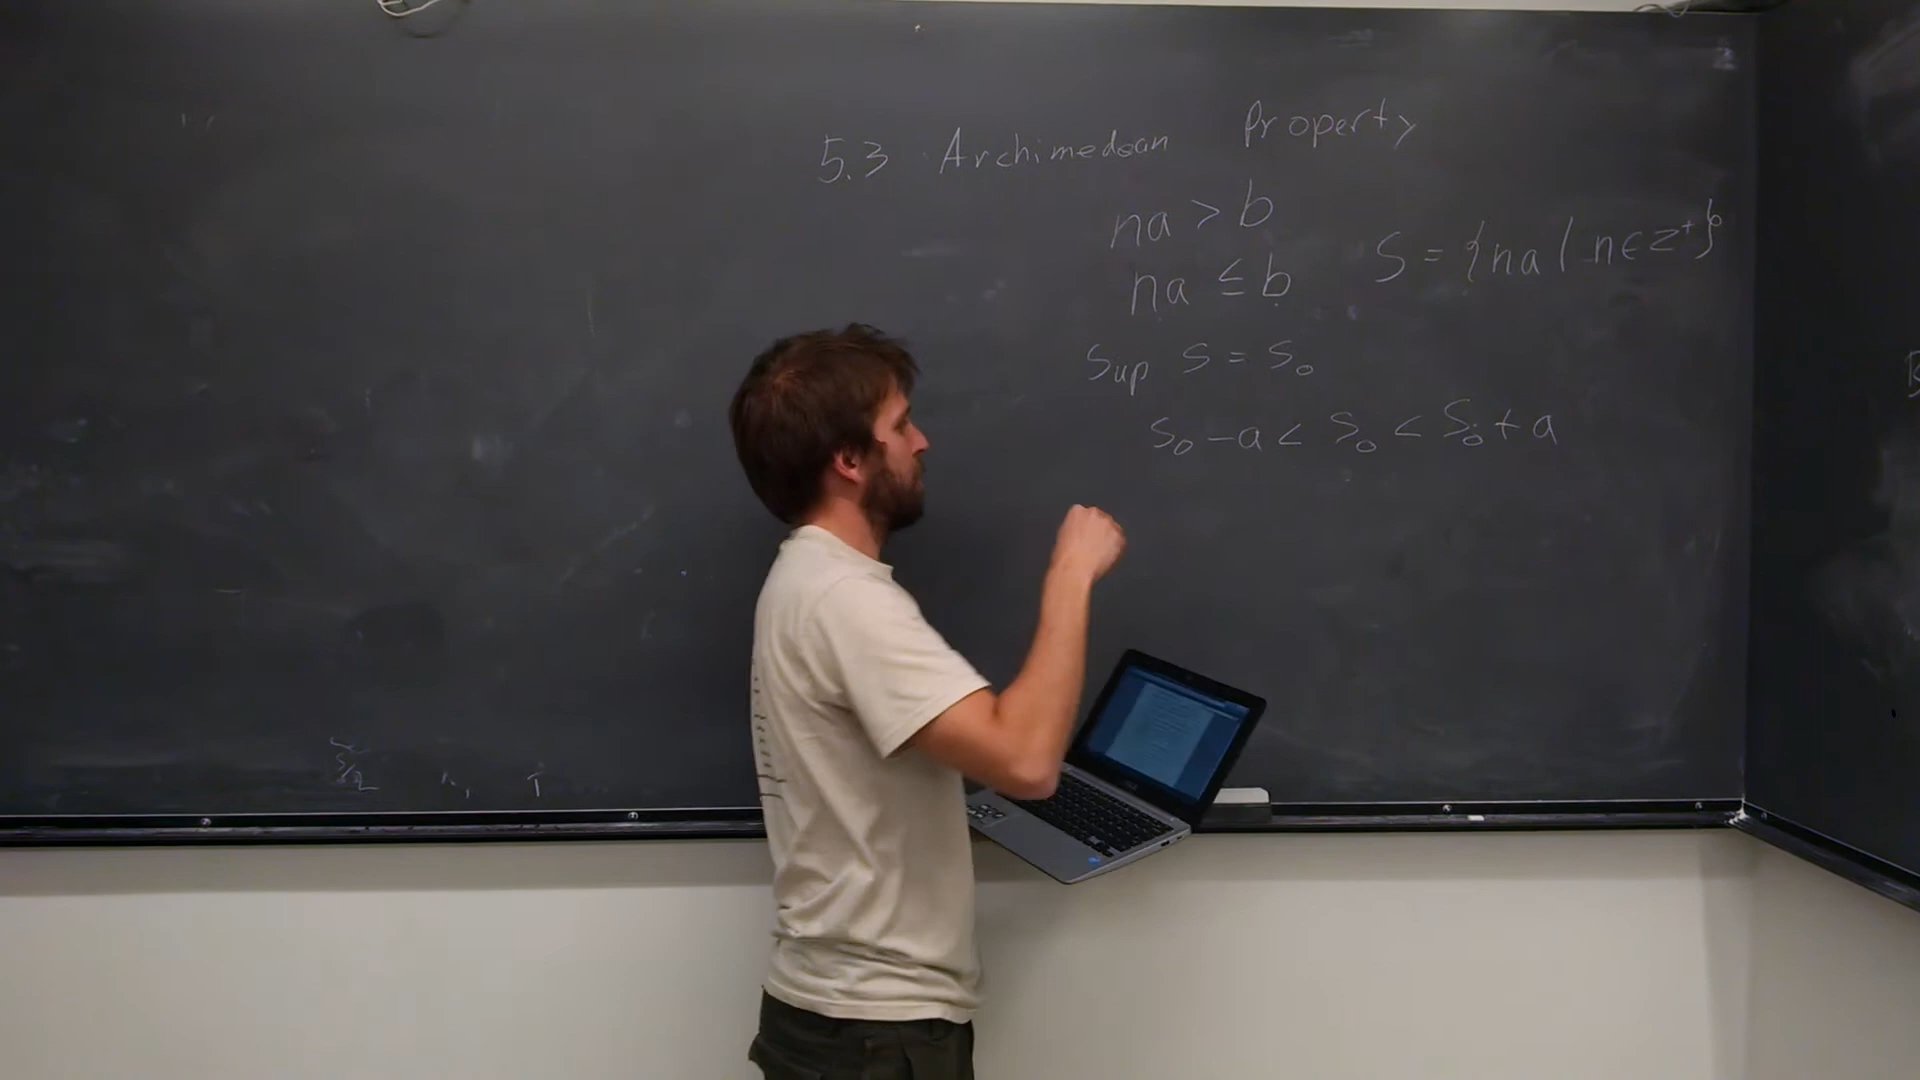 5.3 Archimedean Property
na > b
S = {na | n ∈ Z⁺} b
na ≤ b
Sup S = S₀
S₀ - a < S₀ < S₀ + a